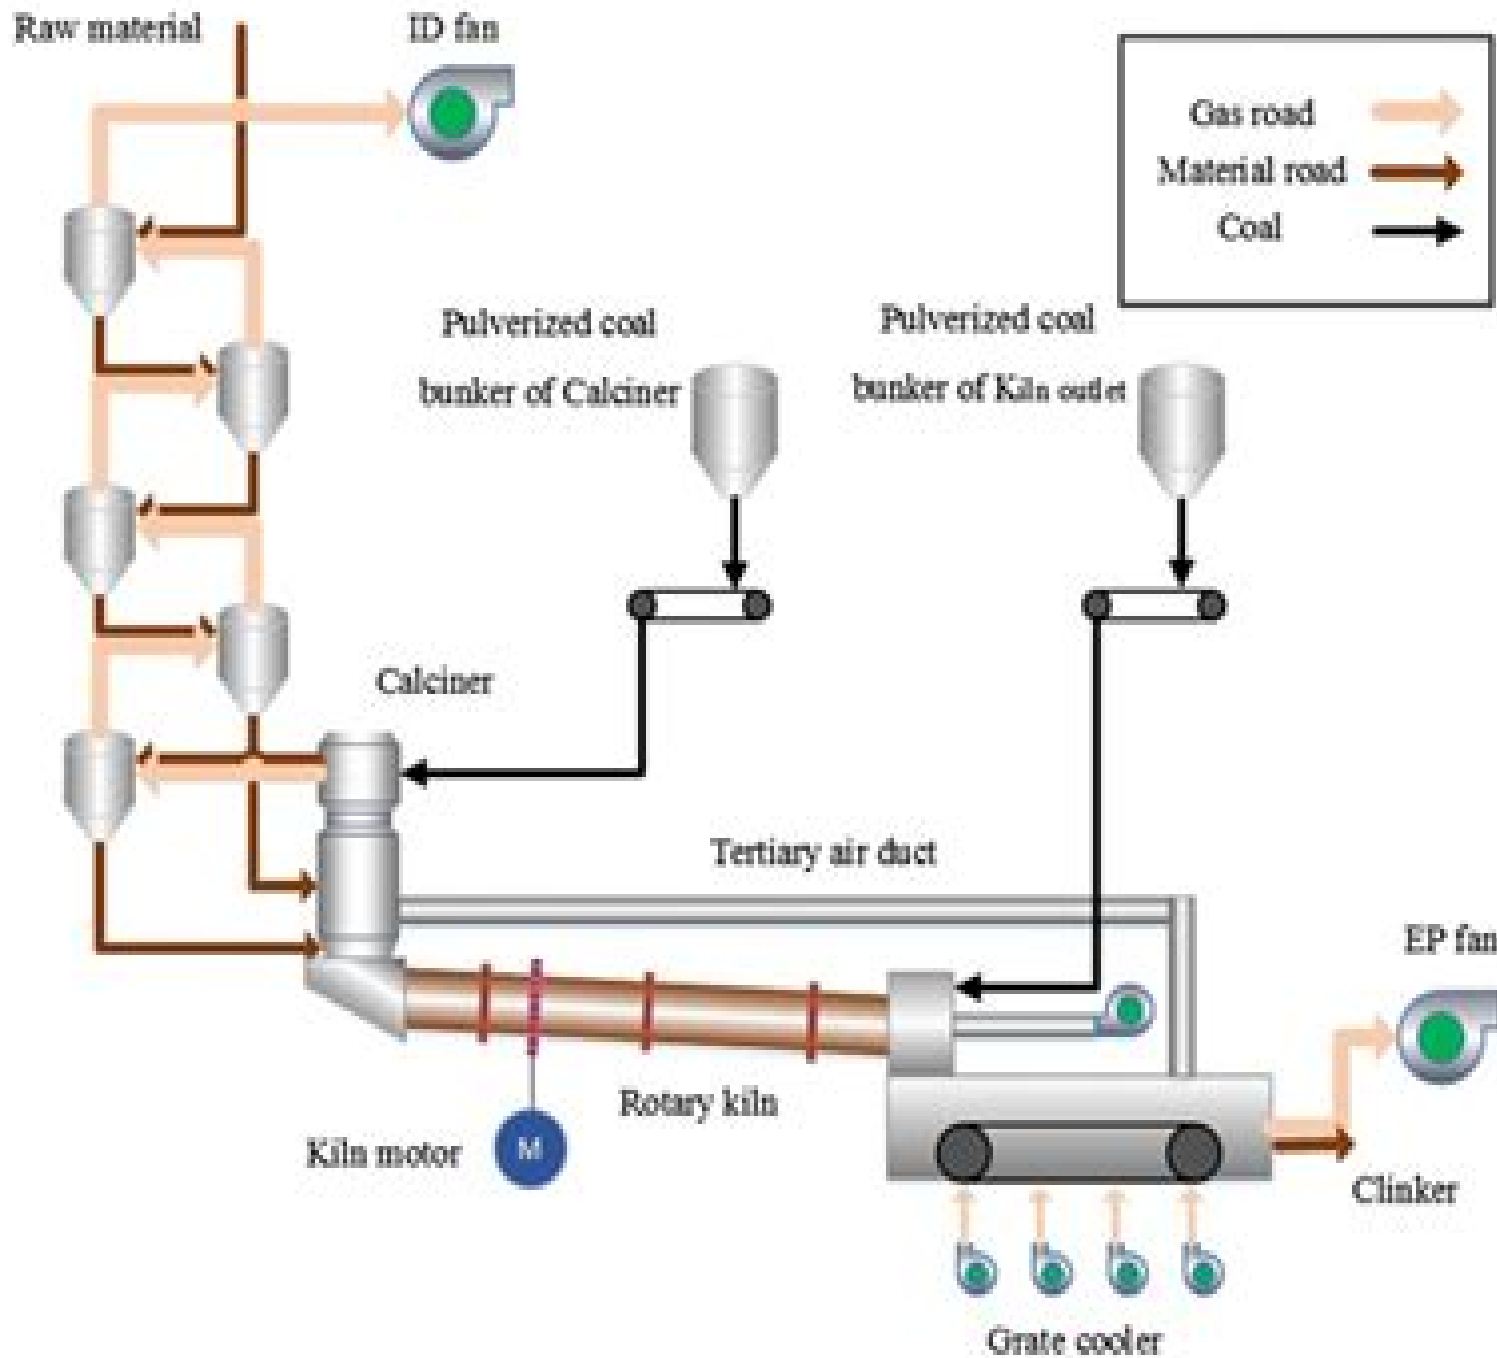 Raw material
ID fan
Gas road
Material road
Coal
Pulverized coal
bunker of Calciner
Pulverized coal
bunker of Kiln outlet
Calciner
Tertiary air duct
EP fan
Rotary kiln
Kiln motor
M
Clinker
Grate cooler